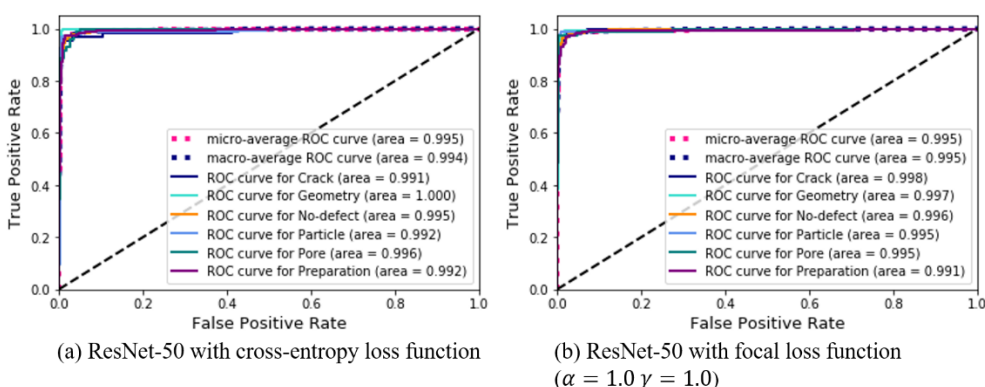 True Positive Rate
1.0
0.8
0.6
0.4
0.2
0.0
micro-average ROC curve (area = 0.995)
macro-average ROC curve (area = 0.994)
ROC curve for Crack (area = 0.991)
ROC curve for Geometry (area = 1.000)
ROC curve for No-defect (area = 0.995)
ROC curve for Particle (area = 0.992)
ROC curve for Pore (area = 0.996)
ROC curve for Preparation (area = 0.992)
0.0 0.2 0.4 0.6 0.8 1.0
False Positive Rate
(a) ResNet-50 with cross-entropy loss function
True Positive Rate
1.0
0.8
0.6
0.4
0.2
0.0
micro-average ROC curve (area = 0.995)
macro-average ROC curve (area = 0.995)
ROC curve for Crack (area = 0.998)
ROC curve for Geometry (area = 0.997)
ROC curve for No-defect (area = 0.996)
ROC curve for Particle (area = 0.995)
ROC curve for Pore (area = 0.995)
ROC curve for Preparation (area = 0.991)
0.0 0.2 0.4 0.6 0.8 1.0
False Positive Rate
(b) ResNet-50 with focal loss function
(α = 1.0 γ = 1.0)